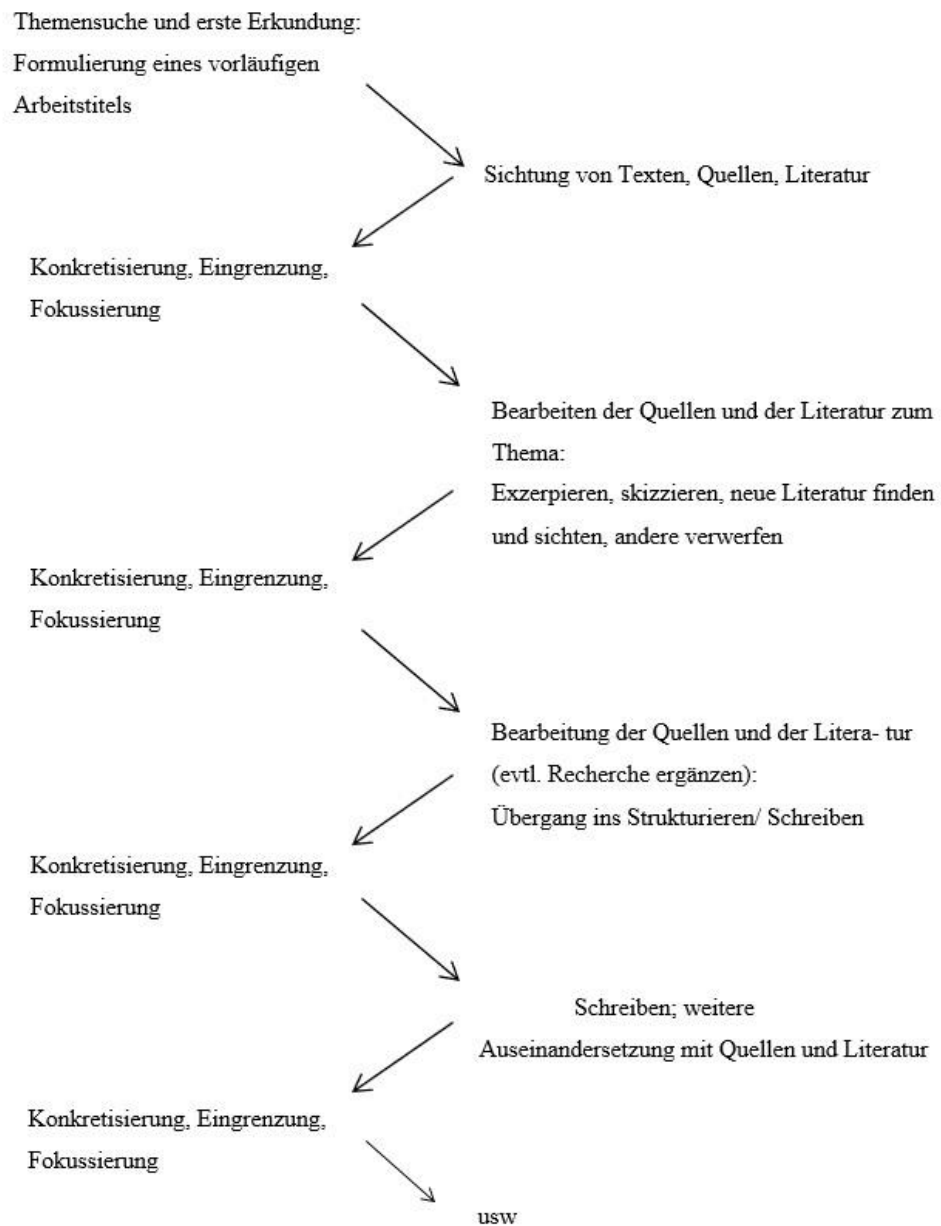 Themensuche und erste Erkundung:
Formulierung eines vorläufigen
Arbeitstitels
Sichtung von Texten, Quellen, Literatur
Konkretisierung, Eingrenzung,
Fokussierung
Bearbeiten der Quellen und der Literatur zum
Thema:
Exzerpieren, skizzieren, neue Literatur finden
und sichten, andere verwerfen
Konkretisierung, Eingrenzung,
Fokussierung
Bearbeitung der Quellen und der Litera- tur
(evtl. Recherche ergänzen):
Übergang ins Strukturieren/ Schreiben
Konkretisierung, Eingrenzung,
Fokussierung
Schreiben; weitere
Auseinandersetzung mit Quellen und Literatur
Konkretisierung, Eingrenzung,
Fokussierung
usw